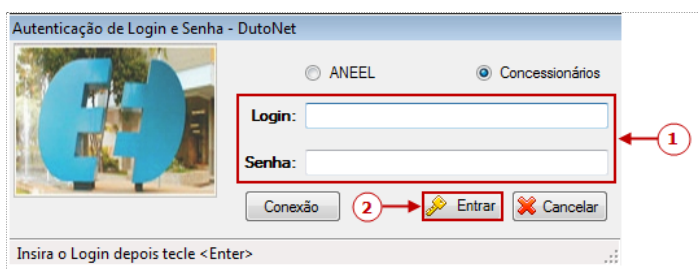 Autenticação de Login e Senha - DutoNet
ANEEL Concessionários
Login:
1
Senha:
Conexão 2 Entrar Cancelar
Insira o Login depois tecle <Enter>